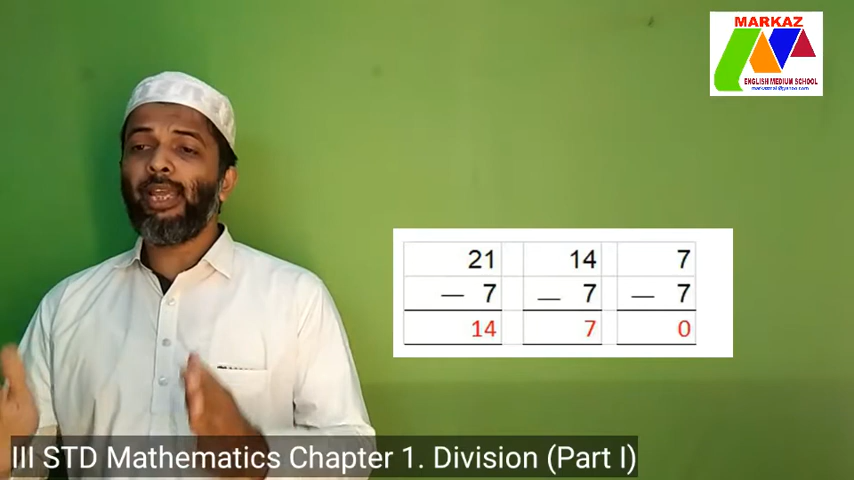 MARKAZ
ENGLISH MEDIUM SCHOOL
21 14 7
— 7 — 7 — 7
14 7 0
III STD Mathematics Chapter 1. Division (Part I)